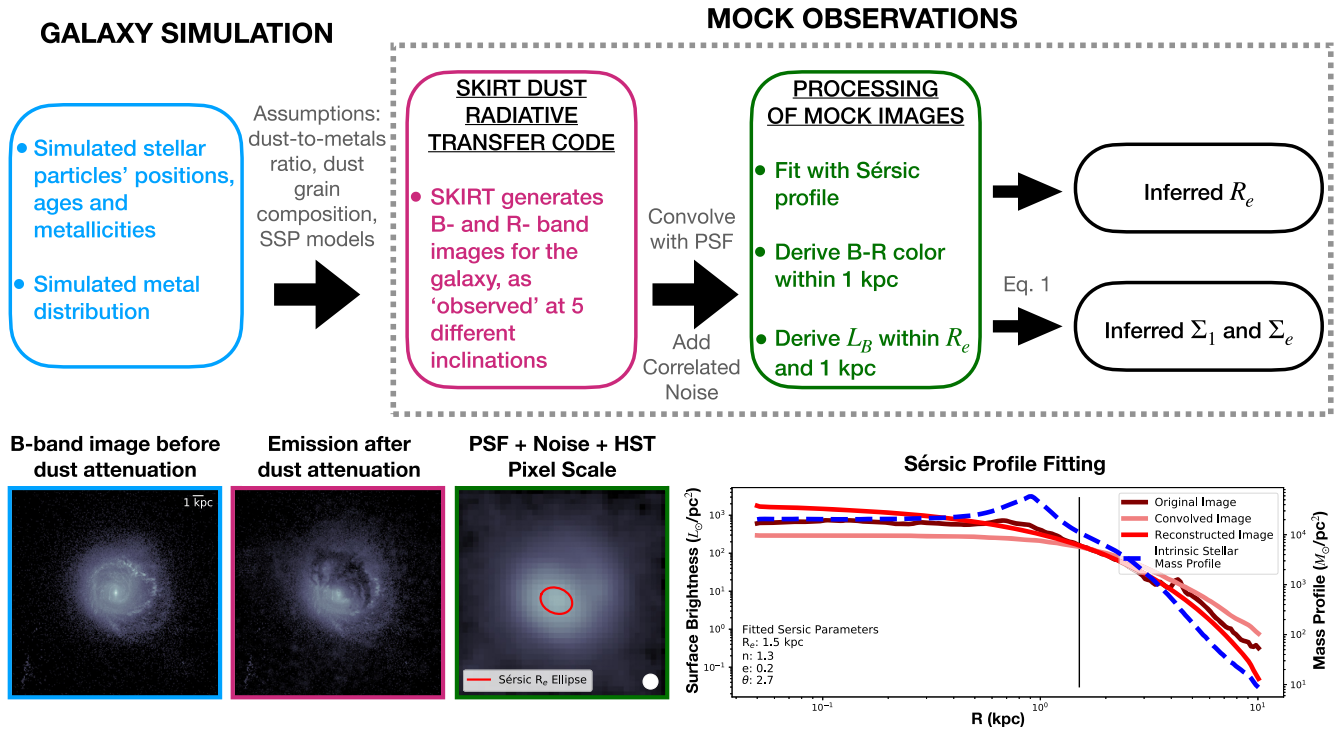 GALAXY SIMULATION
MOCK OBSERVATIONS
• Simulated stellar
particles' positions,
ages and
metallicities
• Simulated metal
distribution
Assumptions:
dust-to-metals
ratio, dust
grain
composition,
SSP models
SKIRT DUST
RADIATIVE
TRANSFER CODE
• SKIRT generates
B- and R- band
images for the
galaxy, as
'observed' at 5
different
inclinations
Convolve
with PSF
Add
Correlated
Noise
PROCESSING
OF MOCK IMAGES
• Fit with Sérsic
profile
• Derive B-R color
within 1 kpc
• Derive L_B within R_e
and 1 kpc
Eq. 1
Inferred R_e
Inferred Σ_1 and Σ_e
B-band image before
dust attenuation
1 kpc
Emission after
dust attenuation
PSF + Noise + HST
Pixel Scale
Sérsic R_e Ellipse
Sérsic Profile Fitting
Surface Brightness (L_⊙/pc²)
10³
10²
10¹
10⁰
10⁻¹
Original Image
Convolved Image
Reconstructed Image
Intrinsic Stellar
Mass Profile
Fitted Sersic Parameters
R_e: 1.5 kpc
n: 1.3
e: 0.2
θ: 2.7
10⁻¹
10⁰
10¹
R (kpc)
10⁴
10³
10²
10¹
Mass Profile (M_⊙/pc²)